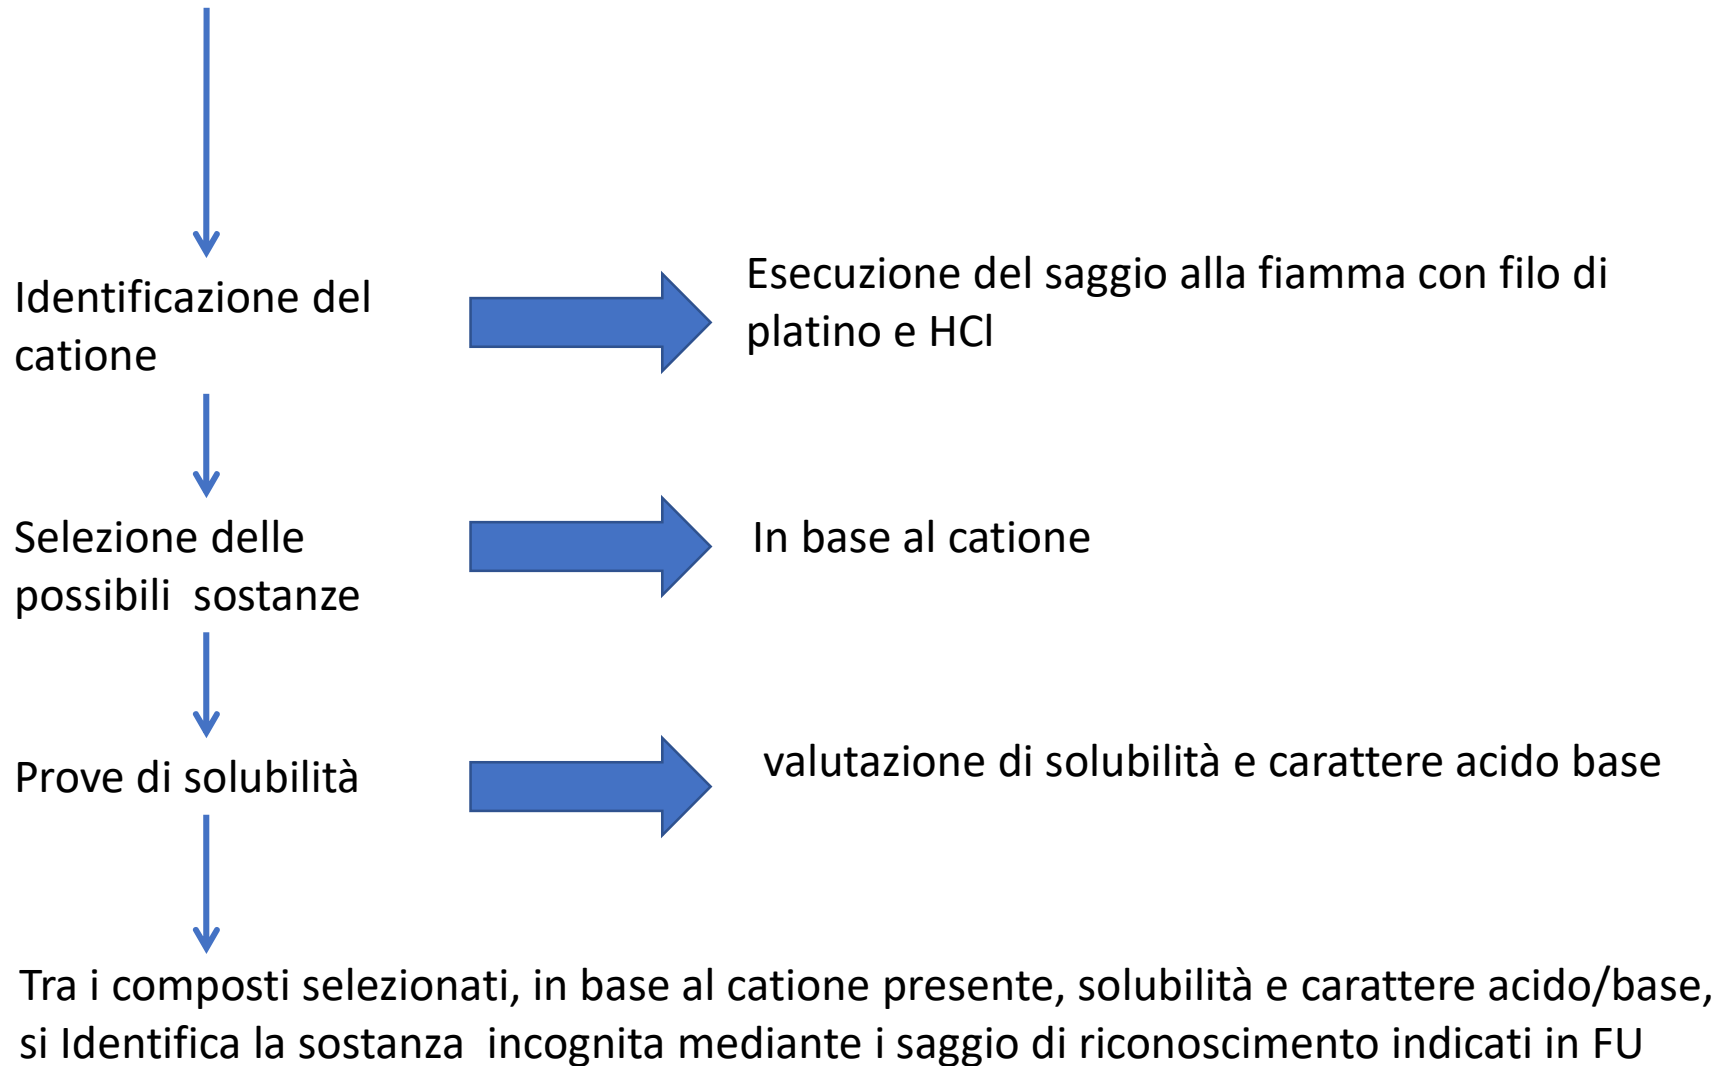 Identificazione del
catione
Esecuzione del saggio alla fiamma con filo di
platino e HCl
Selezione delle
possibili  sostanze
In base al catione
Prove di solubilità
valutazione di solubilità e carattere acido base
Tra i composti selezionati, in base al catione presente, solubilità e carattere acido/base,
si Identifica la sostanza  incognita mediante i saggio di riconoscimento indicati in FU